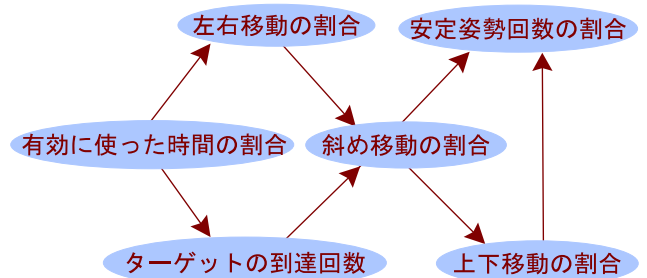 左右移動の割合
安定姿勢回数の割合
有効に使った時間の割合
斜め移動の割合
ターゲットの到達回数
上下移動の割合